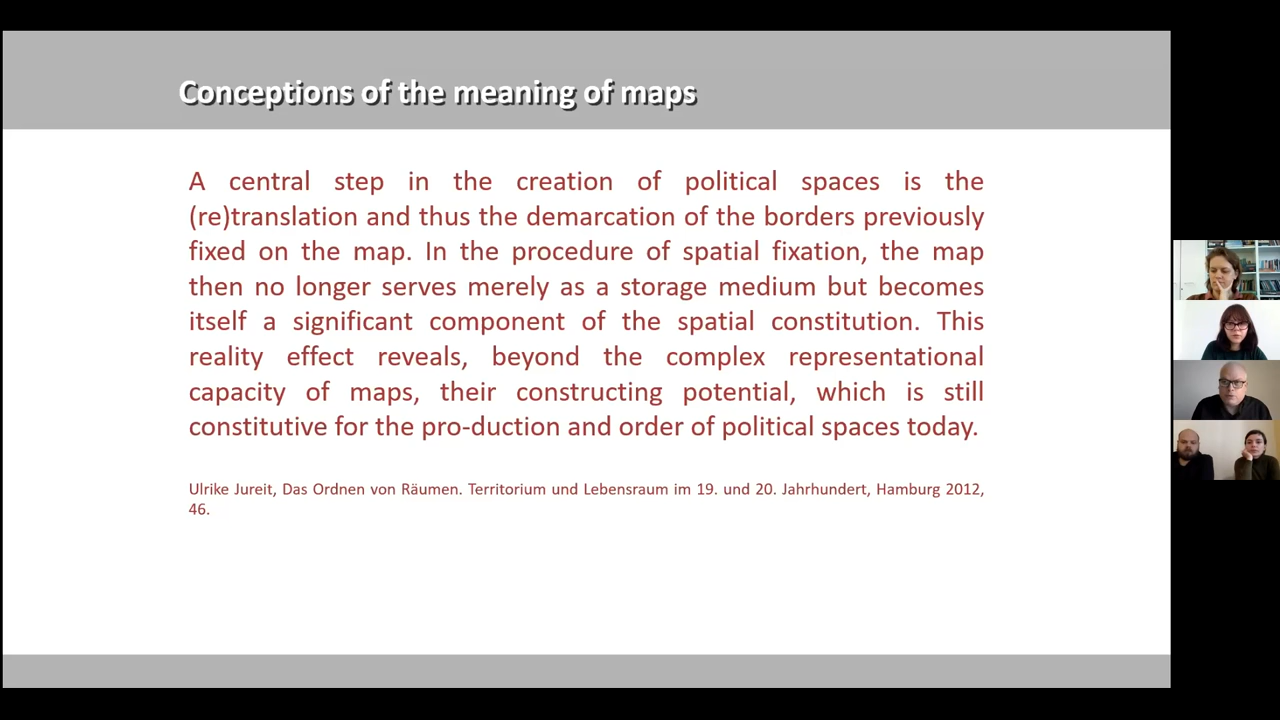 Conceptions of the meaning of maps
A central step in the creation of political spaces is the
(re)translation and thus the demarcation of the borders previously
fixed on the map. In the procedure of spatial fixation, the map
then no longer serves merely as a storage medium but becomes
itself a significant component of the spatial constitution. This
reality effect reveals, beyond the complex representational
capacity of maps, their constructing potential, which is still
constitutive for the pro-duction and order of political spaces today.
Ulrike Jureit, Das Ordnen von Räumen. Territorium und Lebensraum im 19. und 20. Jahrhundert, Hamburg 2012,
46.